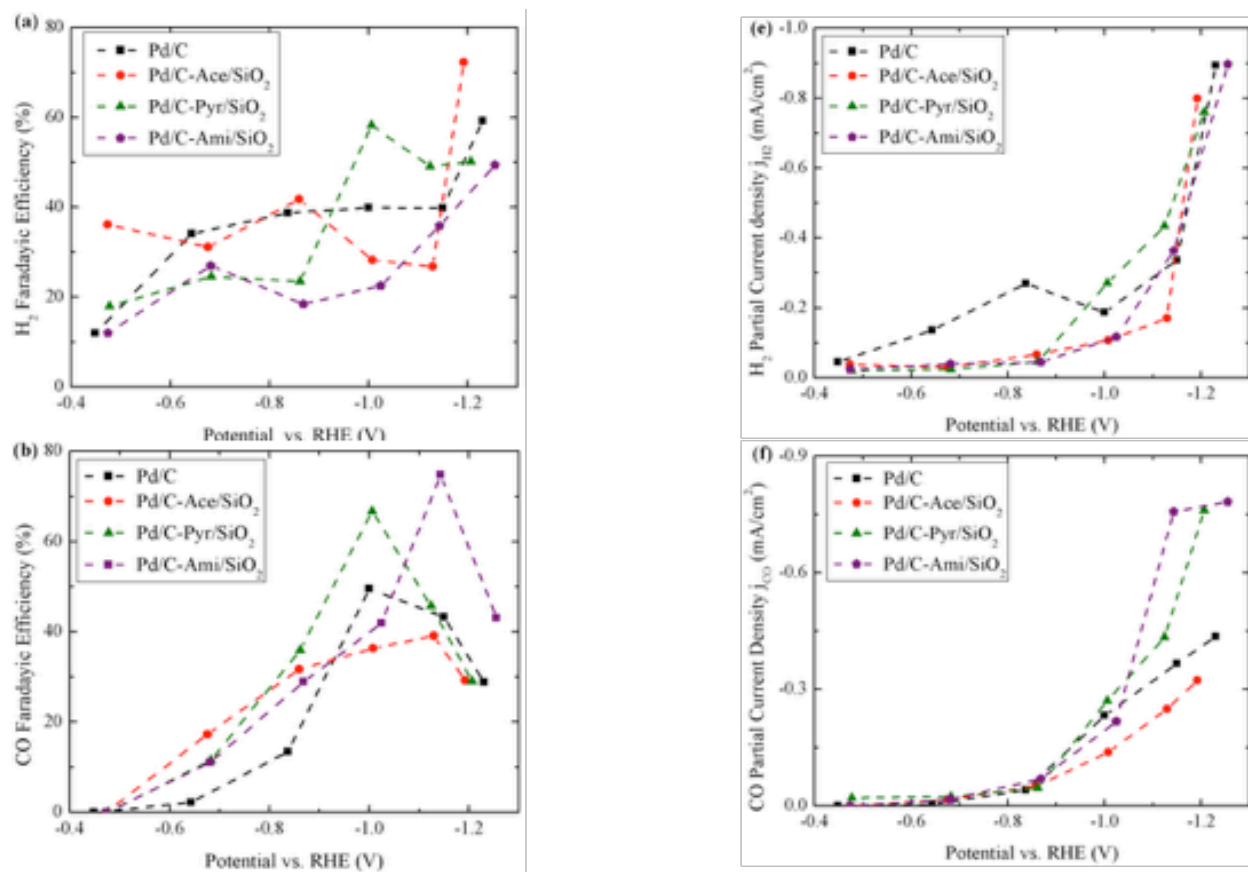 (a)
80
60
40
20
0
H₂ Faradayic Efficiency (%)
Pd/C
Pd/C-Ace/SiO₂
Pd/C-Pyr/SiO₂
Pd/C-Ami/SiO₂
-0.4 -0.6 -0.8 -1.0 -1.2
Potential vs. RHE (V)
(e)
-1.0
-0.8
-0.6
-0.4
-0.2
0.0
H₂ Partial Current density j_H2 (mA/cm²)
Pd/C
Pd/C-Ace/SiO₂
Pd/C-Pyr/SiO₂
Pd/C-Ami/SiO₂
-0.4 -0.6 -0.8 -1.0 -1.2
Potential vs. RHE (V)
(b)
80
60
40
20
0
CO Faradayic Efficiency (%)
Pd/C
Pd/C-Ace/SiO₂
Pd/C-Pyr/SiO₂
Pd/C-Ami/SiO₂
-0.4 -0.6 -0.8 -1.0 -1.2
Potential vs. RHE (V)
(f)
-0.9
-0.6
-0.3
0.0
CO Partial Current Density j_CO (mA/cm²)
Pd/C
Pd/C-Ace/SiO₂
Pd/C-Pyr/SiO₂
Pd/C-Ami/SiO₂
-0.4 -0.6 -0.8 -1.0 -1.2
Potential vs. RHE (V)